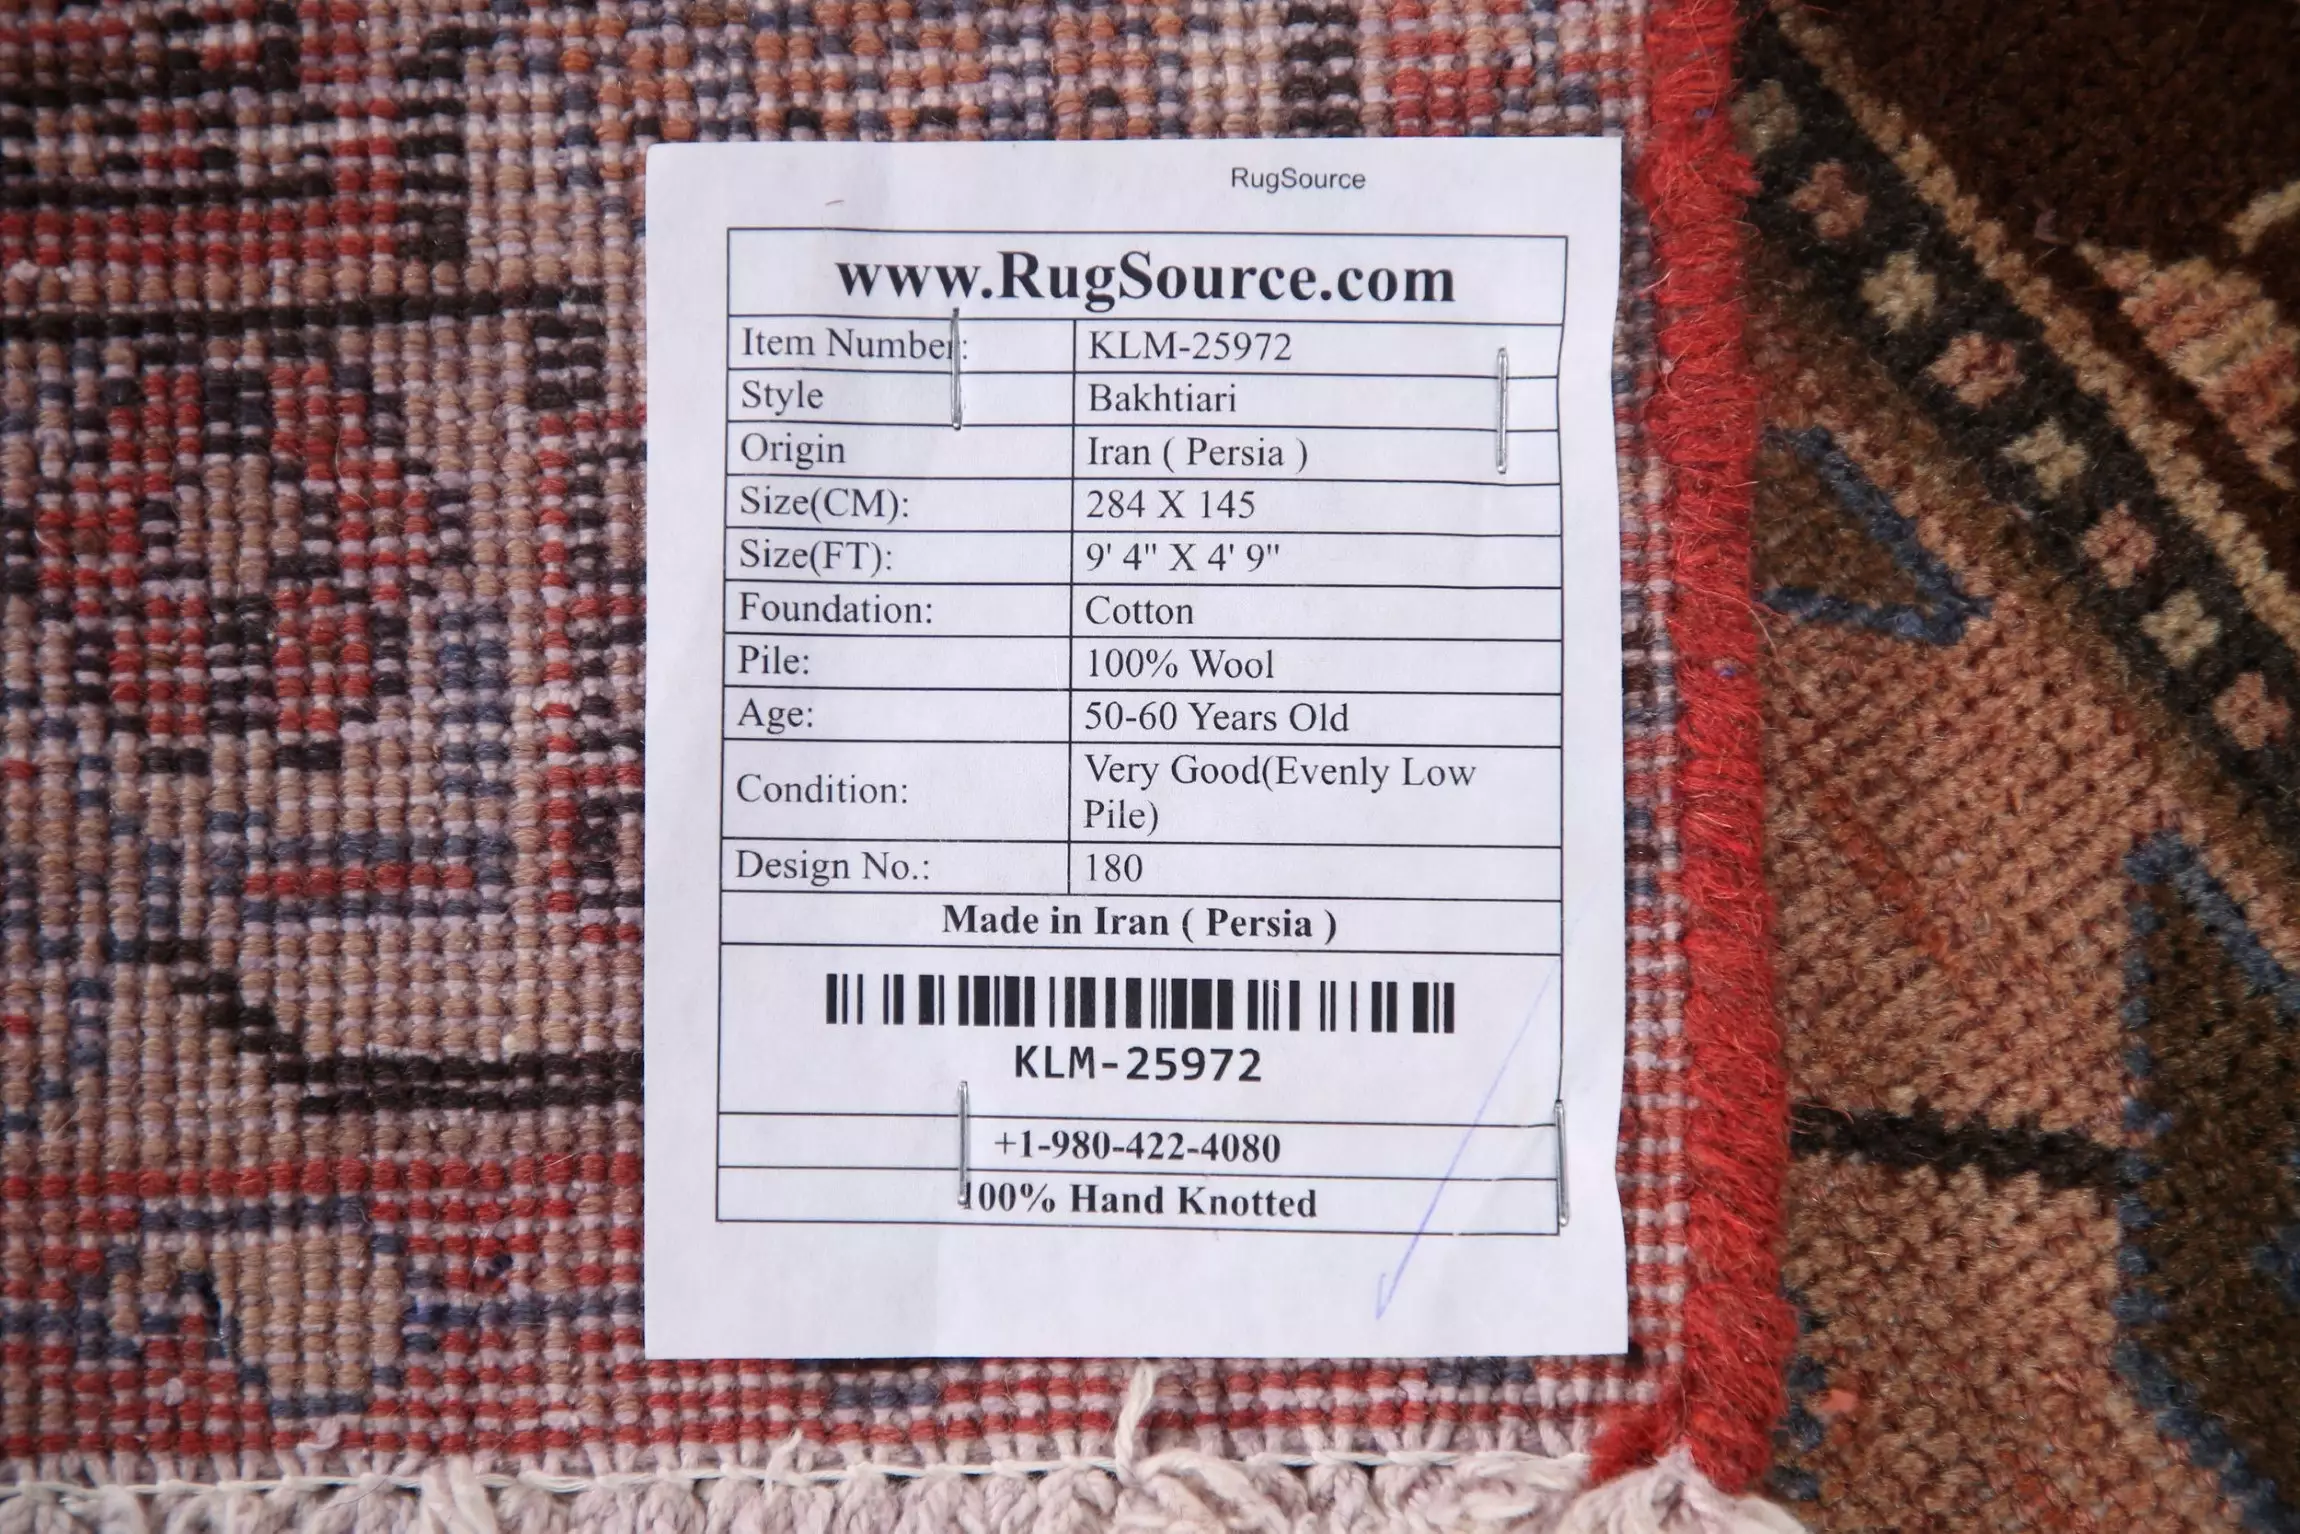 RugSource
www.RugSource.com
Item Number: KLM-25972
Style Bakhtiari
Origin Iran ( Persia )
Size(CM): 284 X 145
Size(FT): 9' 4" X 4' 9"
Foundation: Cotton
Pile: 100% Wool
Age: 50-60 Years Old
Condition: Very Good(Evenly Low
Pile)
Design No.: 180
Made in Iran ( Persia )
KLM-25972
+1-980-422-4080
100% Hand Knotted